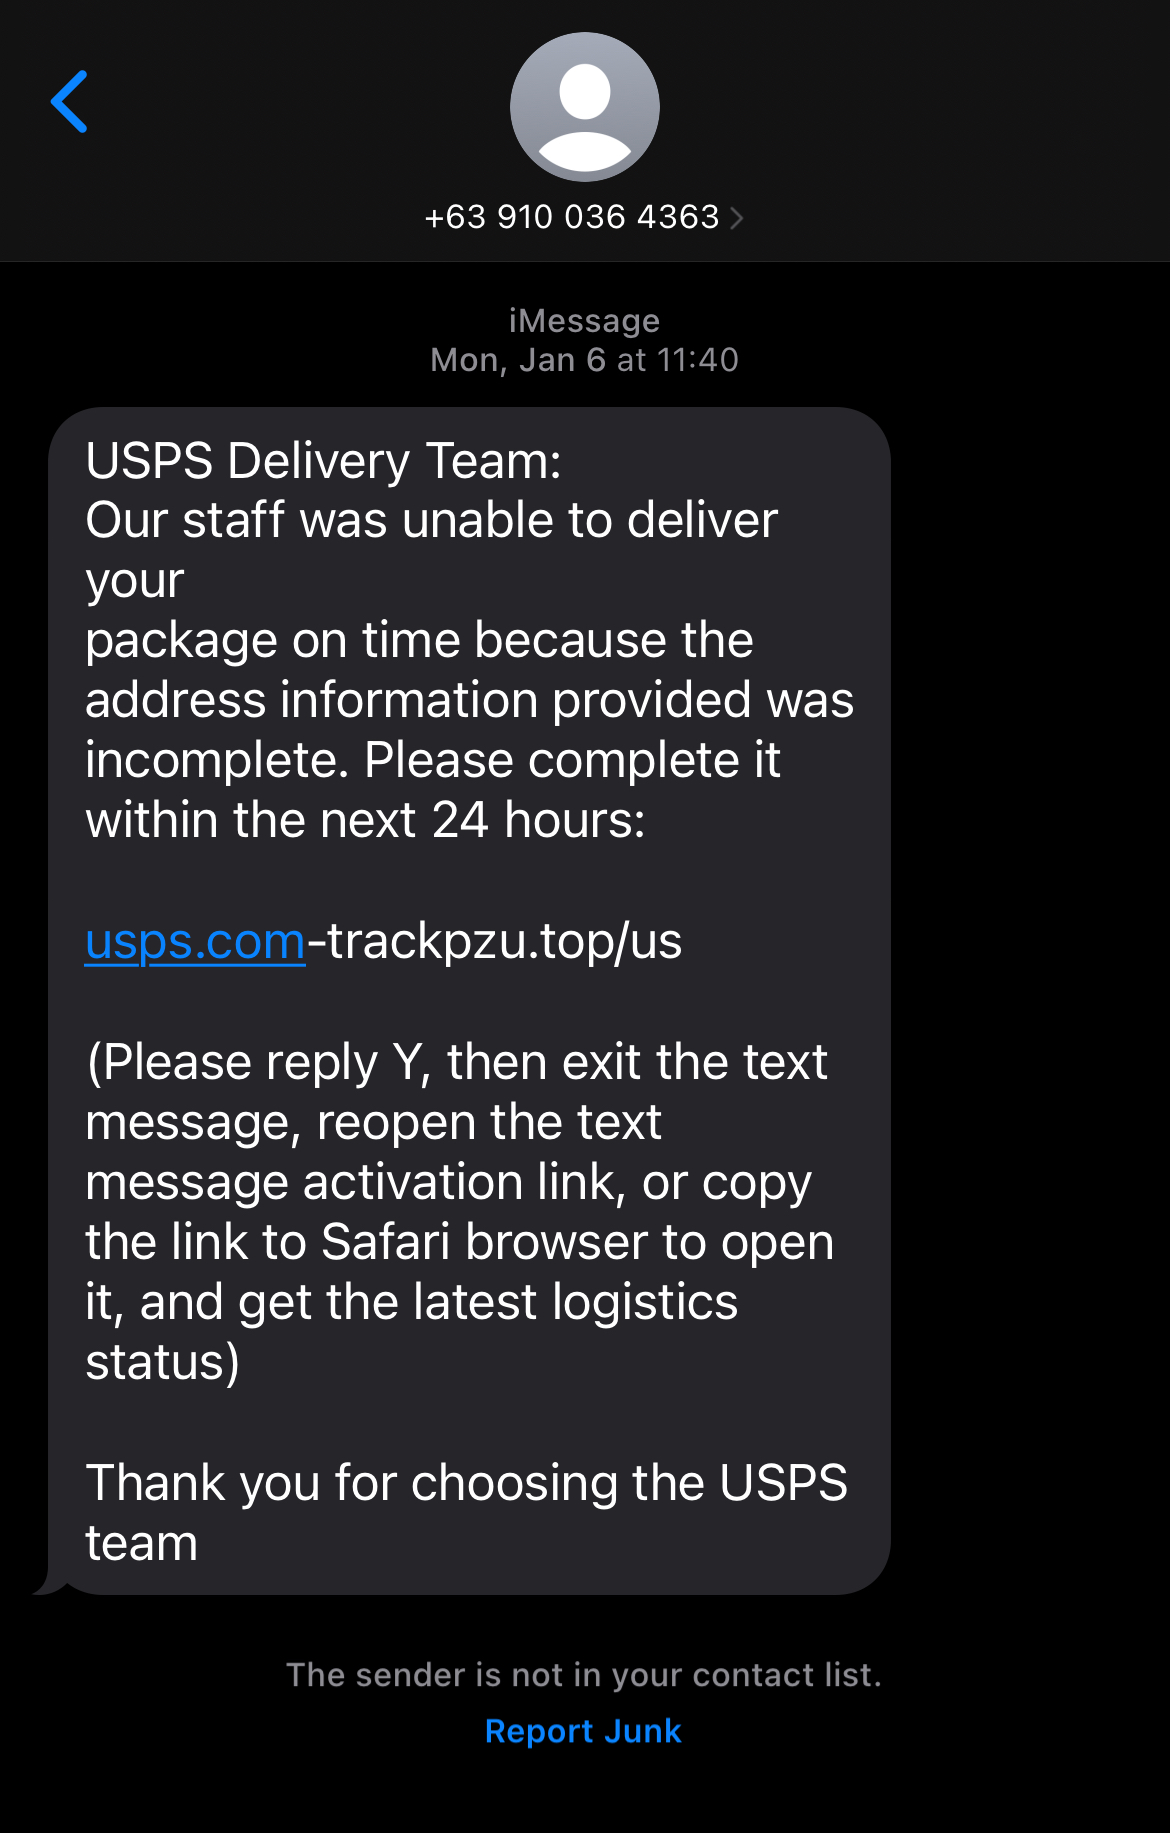 +63 910 036 4363
iMessage
Mon, Jan 6 at 11:40
USPS Delivery Team:
Our staff was unable to deliver
your
package on time because the
address information provided was
incomplete. Please complete it
within the next 24 hours:
usps.com-trackpzu.top/us
(Please reply Y, then exit the text
message, reopen the text
message activation link, or copy
the link to Safari browser to open
it, and get the latest logistics
status)
Thank you for choosing the USPS
team
The sender is not in your contact list.
Report Junk